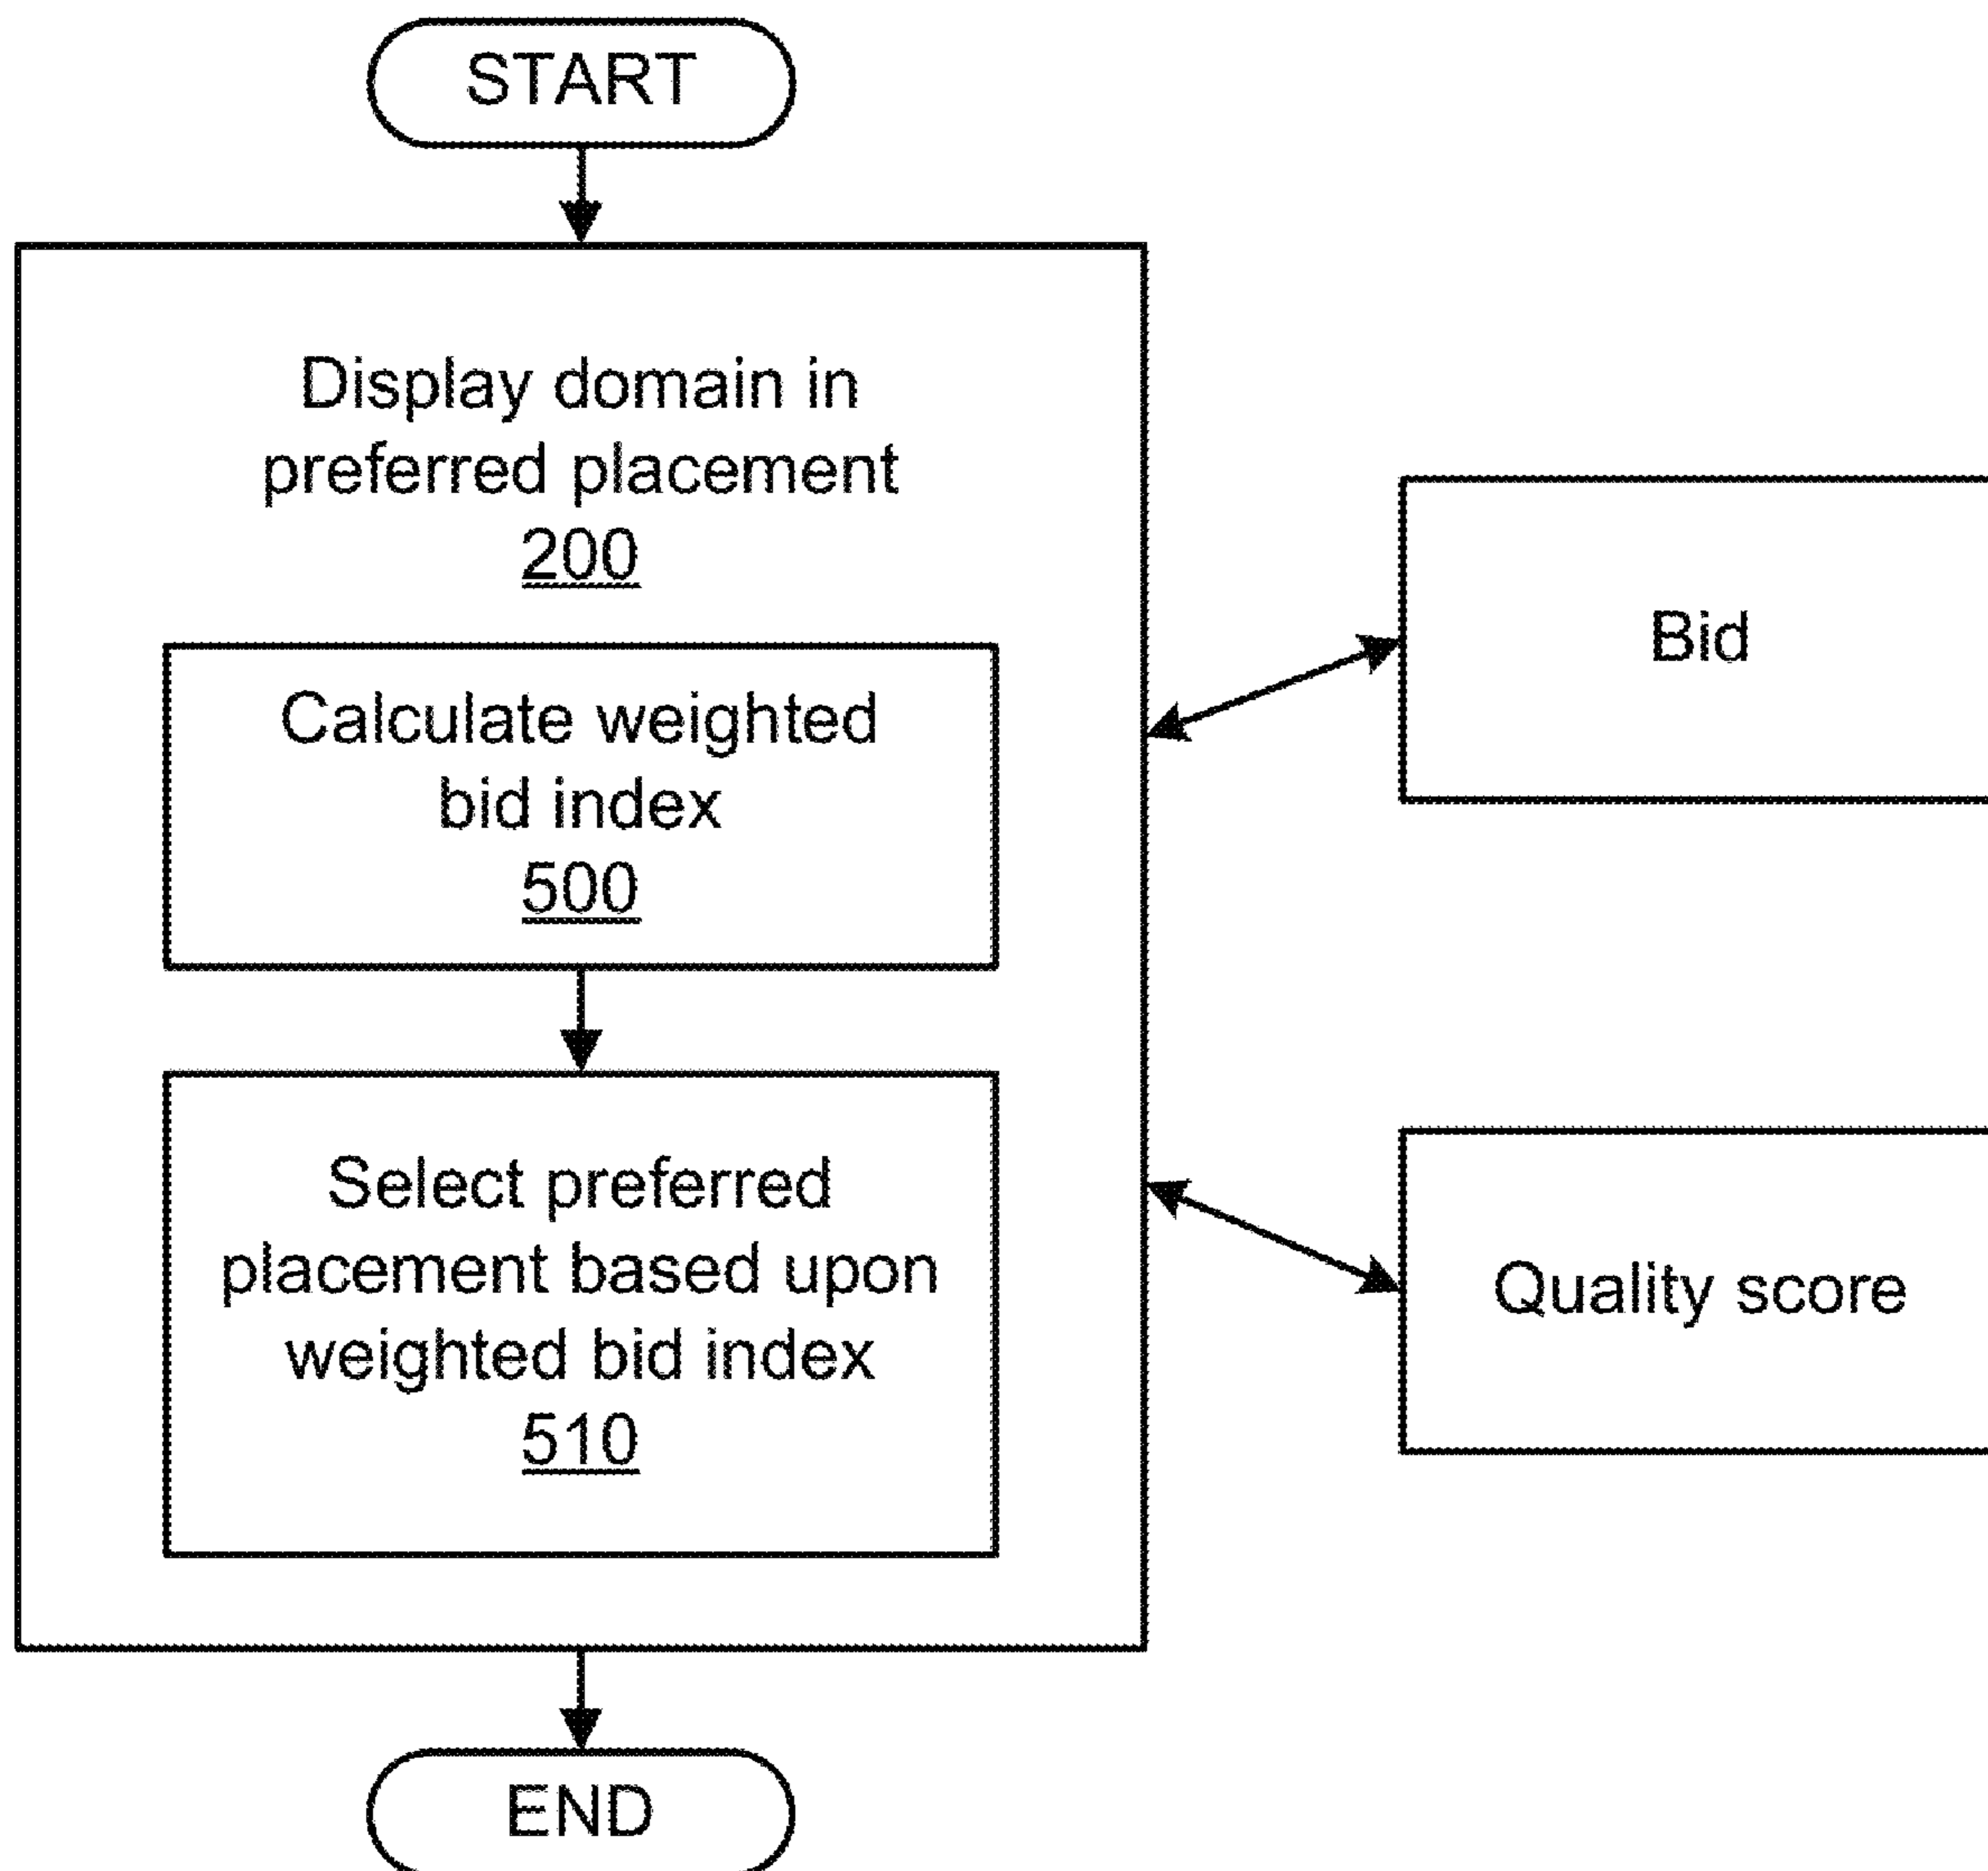 START
Display domain in
preferred placement
200
Calculate weighted
bid index
500
Select preferred
placement based upon
weighted bid index
510
Bid
Quality score
END